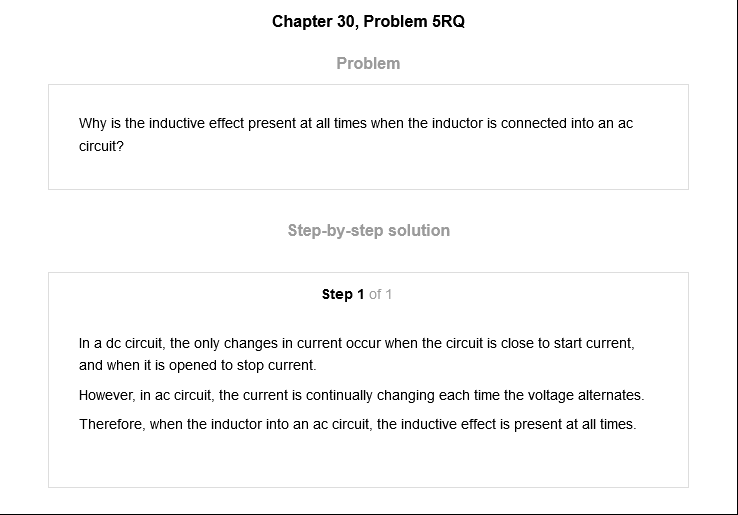 Chapter 30, Problem 5RQ
Problem
Why is the inductive effect present at all times when the inductor is connected into an ac
circuit?
Step-by-step solution
Step 1 of 1
In a dc circuit, the only changes in current occur when the circuit is close to start current,
and when it is opened to stop current.
However, in ac circuit, the current is continually changing each time the voltage alternates.
Therefore, when the inductor into an ac circuit, the inductive effect is present at all times.